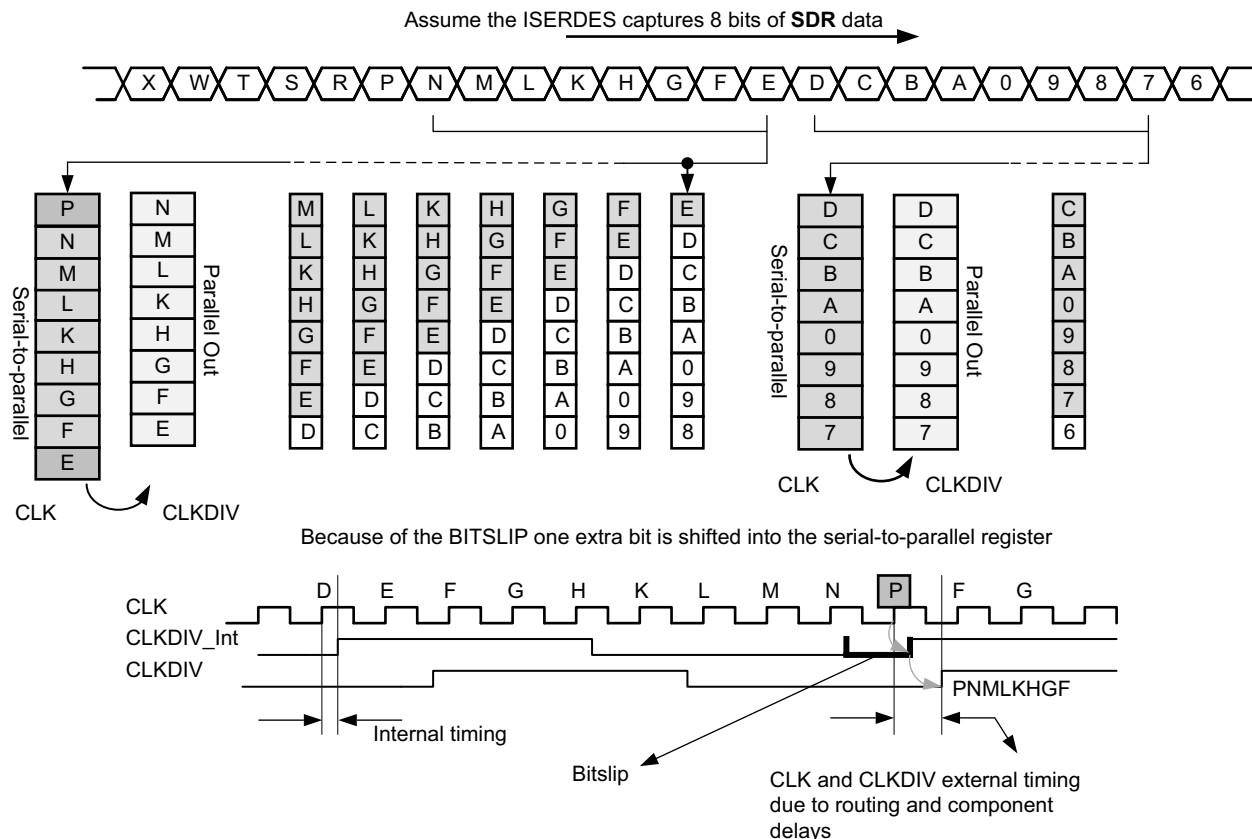 Assume the ISERDES captures 8 bits of SDR data
X W T S R P N M L K H G F E D C B A 0 9 8 7 6
P N M L K H G F E
Serial-to-parallel
N M L K H G F E
Parallel Out
M L K H G F E D
L K H G F E D C
K H G F E D C B
H G F E D C B A
G F E D C B A 0
F E D C B A 0 9
E D C B A 0 9 8
Serial-to-parallel
D C B A 0 9 8 7
D C B A 0 9 8 7
Parallel Out
C B A 0 9 8 7 6
CLK CLKDIV
CLK CLKDIV
Because of the BITSLIP one extra bit is shifted into the serial-to-parallel register
D E F G H K L M N P F G
CLK
CLKDIV_Int
CLKDIV
PNMLKHGF
Internal timing
Bitslip
CLK and CLKDIV external timing
due to routing and component
delays